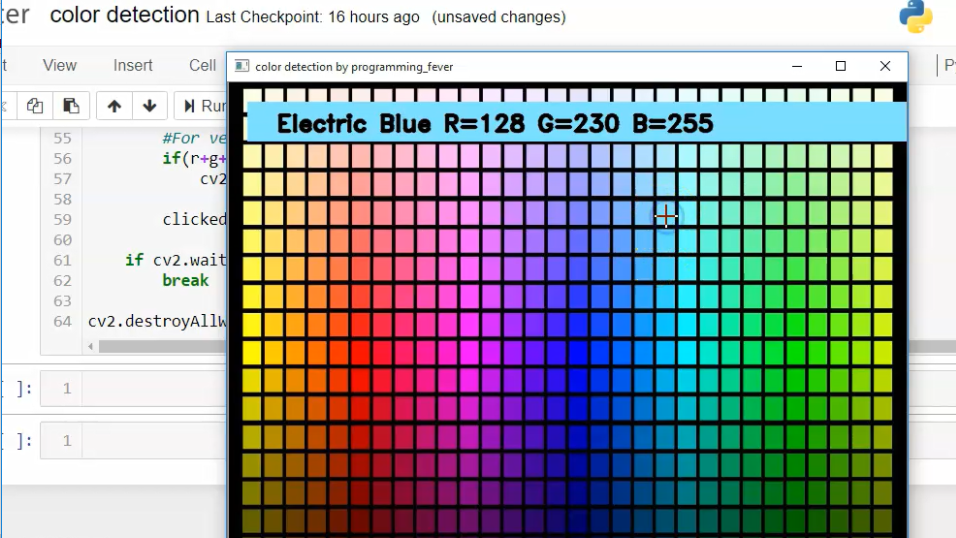 ter color detection Last Checkpoint: 16 hours ago (unsaved changes)
t View Insert Cell
color detection by programming_fever
Run
Electric Blue R=128 G=230 B=255
55 #For ve
56 if(r+g+
57 cv2
58
59 clicked
60
61 if cv2.wait
62 break
63
64 cv2.destroyAllW
[ ]: 1
[ ]: 1